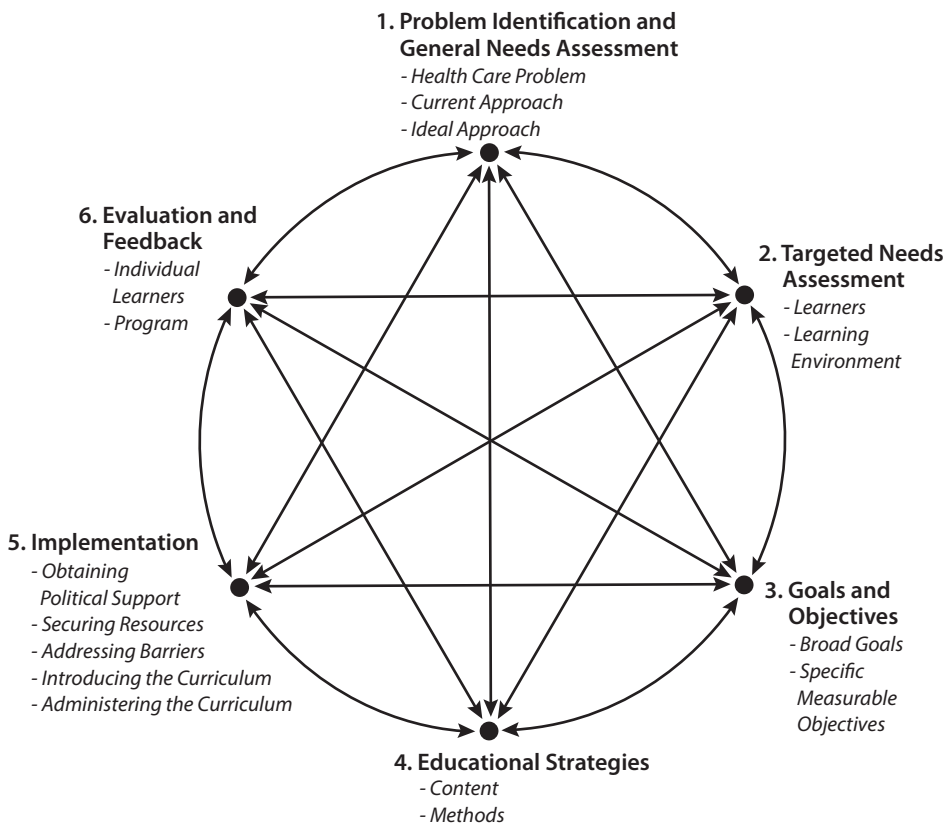 1. Problem Identification and
General Needs Assessment
- Health Care Problem
- Current Approach
- Ideal Approach
2. Targeted Needs
Assessment
- Learners
- Learning
Environment
3. Goals and
Objectives
- Broad Goals
- Specific
Measurable
Objectives
4. Educational Strategies
- Content
- Methods
5. Implementation
- Obtaining
Political Support
- Securing Resources
- Addressing Barriers
- Introducing the Curriculum
- Administering the Curriculum
6. Evaluation and
Feedback
- Individual
Learners
- Program